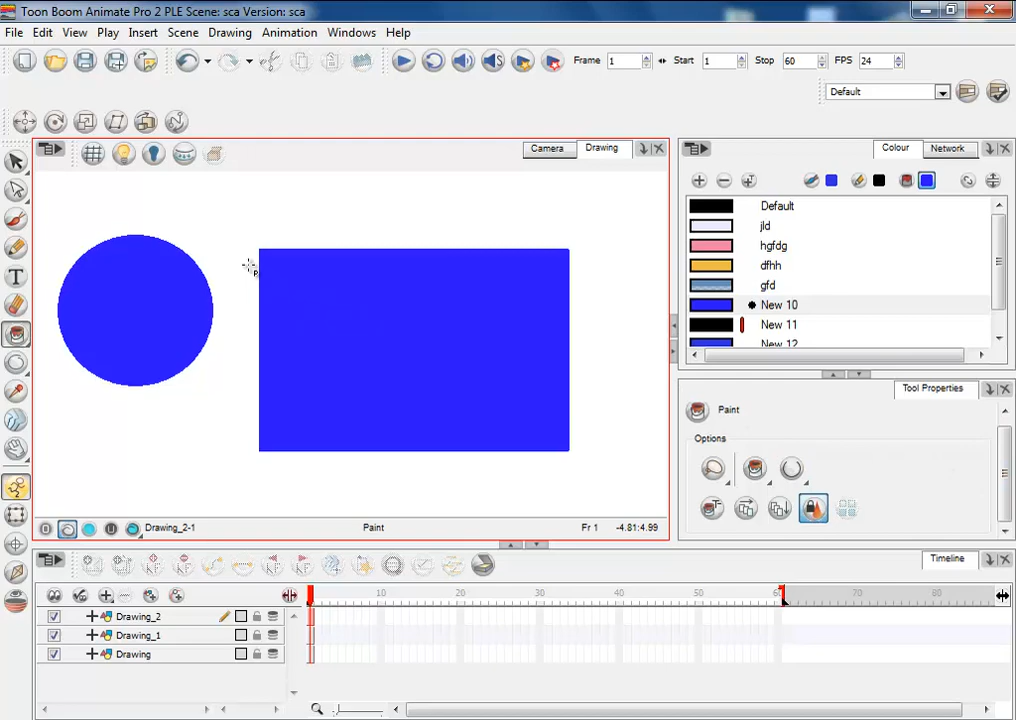 Toon Boom Animate Pro 2 PLE Scene: sca Version: sca
File Edit View Play Insert Scene Drawing Animation Windows Help
Frame 1 Start 1 Stop 60 FPS 24
Default
Camera Drawing
Colour Network
Default
jld
hgfdg
dfhh
gfd
New 10
New 11
New 12
Tool Properties
Paint
Options
Drawing_2-1 Paint Fr 1 -4.81:4.99
Timeline
10 20 30 40 50 60 70 80
Drawing_2
Drawing_1
Drawing